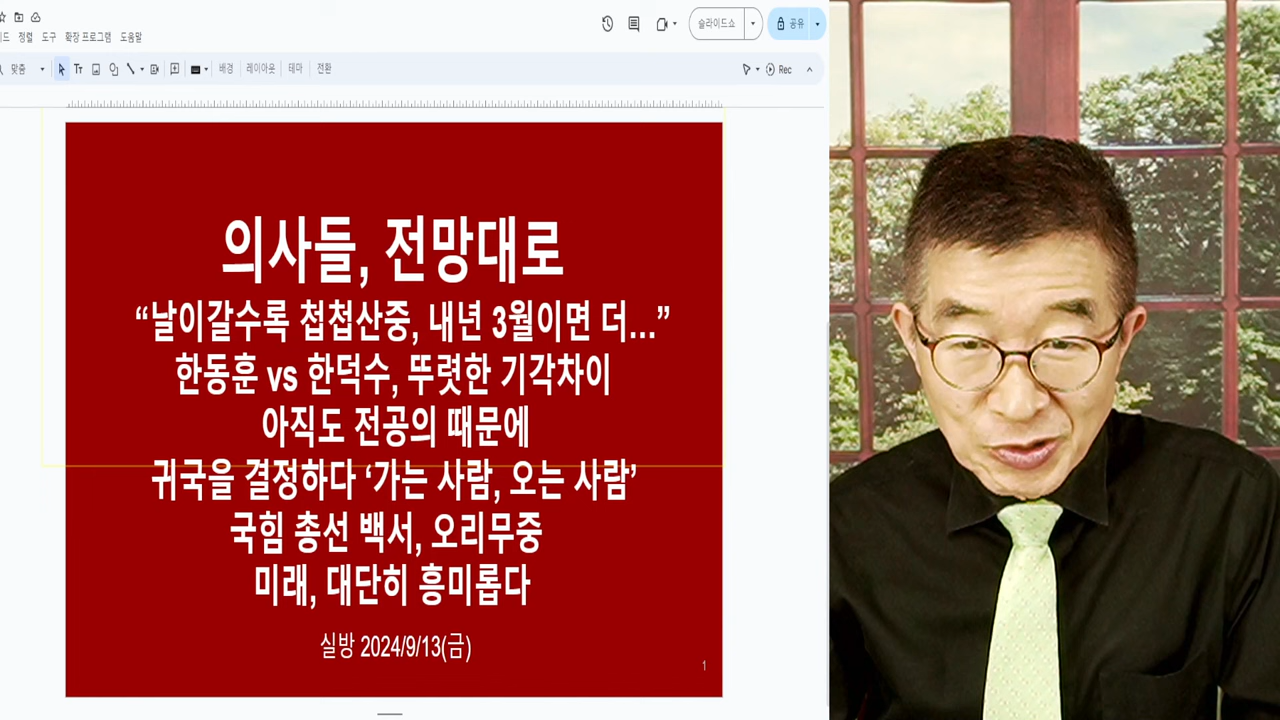 정렬 도구 확장 프로그램 도움말
슬라이드쇼
공유
맞춤
배경 레이아웃 테마 전환
Rec
의사들, 전망대로
“날이갈수록 첩첩산중, 내년 3월이면 더...”
한동훈 vs 한덕수, 뚜렷한 기각차이
아직도 전공의 때문에
귀국을 결정하다 ‘가는 사람, 오는 사람’
국힘 총선 백서, 오리무중
미래, 대단히 흥미롭다
실방 2024/9/13(금)
1